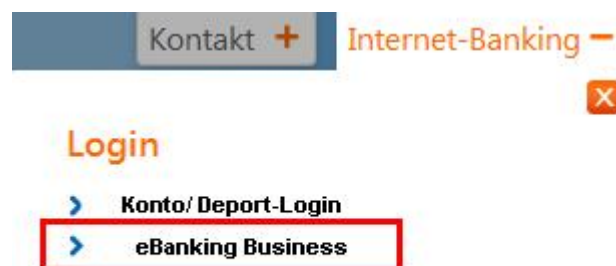 Kontakt + Internet-Banking −
X
Login
Konto/Deport-Login
eBanking Business